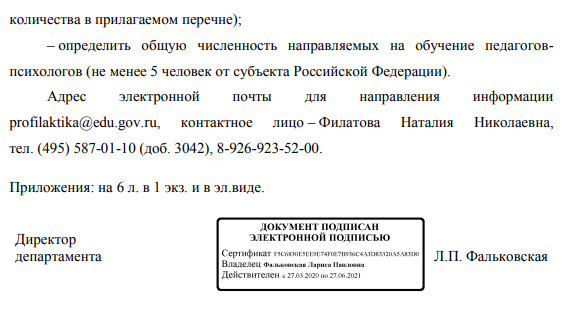 количества в прилагаемом перечне);
– определить общую численность направляемых на обучение педагогов-
психологов (не менее 5 человек от субъекта Российской Федерации).
Адрес электронной почты для направления информации
profilaktika@edu.gov.ru, контактное лицо – Филатова Наталия Николаевна,
тел. (495) 587-01-10 (доб. 3042), 8-926-923-52-00.
Приложения: на 6 л. в 1 экз. и в эл.виде.
Директор
департамента
ДОКУМЕНТ ПОДПИСАН
ЭЛЕКТРОННОЙ ПОДПИСЬЮ
Сертификат F5C6830E5EE9E74F0E7B936C4A3D83320A5A83D0
Владелец Фальковская Лариса Павловна
Действителен с 27.03.2020 по 27.06.2021
Л.П. Фальковская